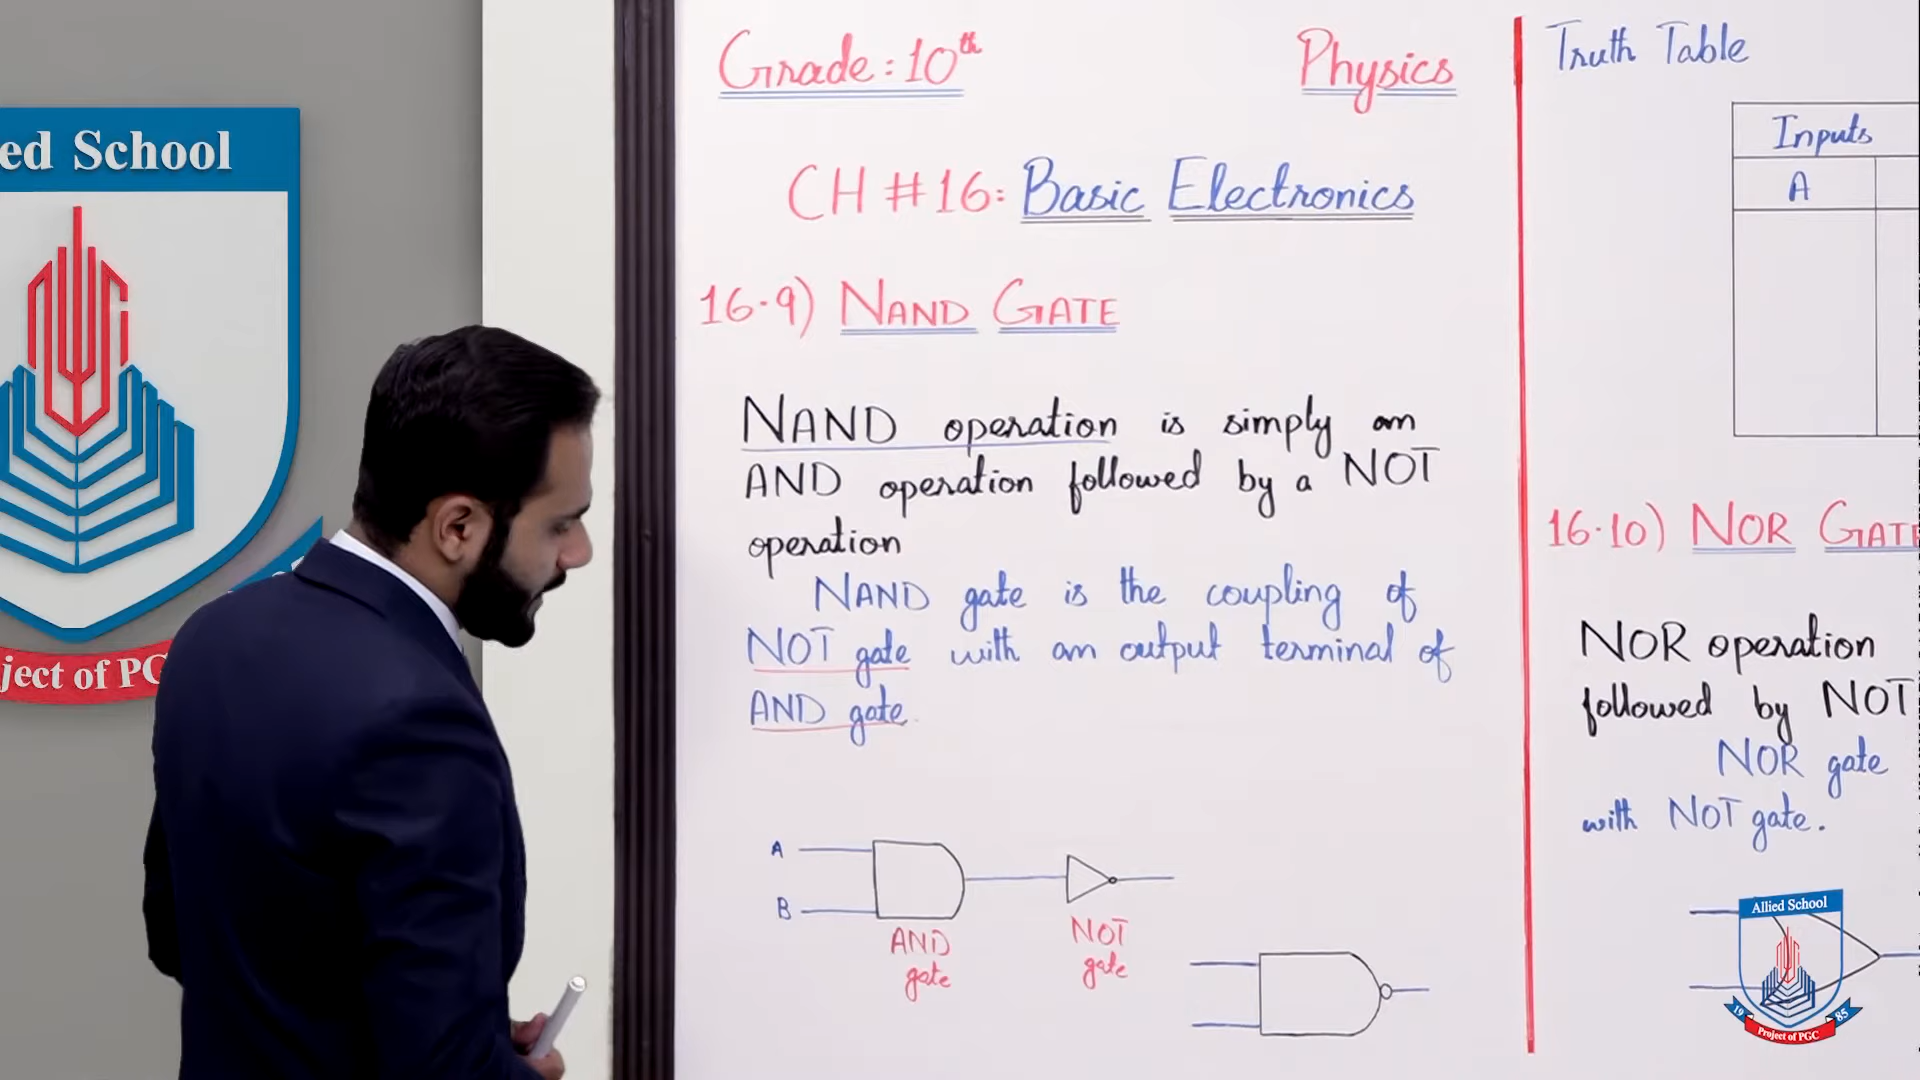 ed School
ject of PG
Grade: 10th
Physics
CH #16: Basic Electronics
16.9) NAND GATE
NAND operation is simply an
AND operation followed by a NOT
operation
NAND gate is the coupling of
NOT gate with an output terminal of
AND gate.
A
B
AND
gate
NOT
gate
Truth Table
Inputs
A
16.10) NOR GATE
NOR operation
followed by NOT
NOR gate
with NOT gate.
Allied School
19 85
Project of PGC